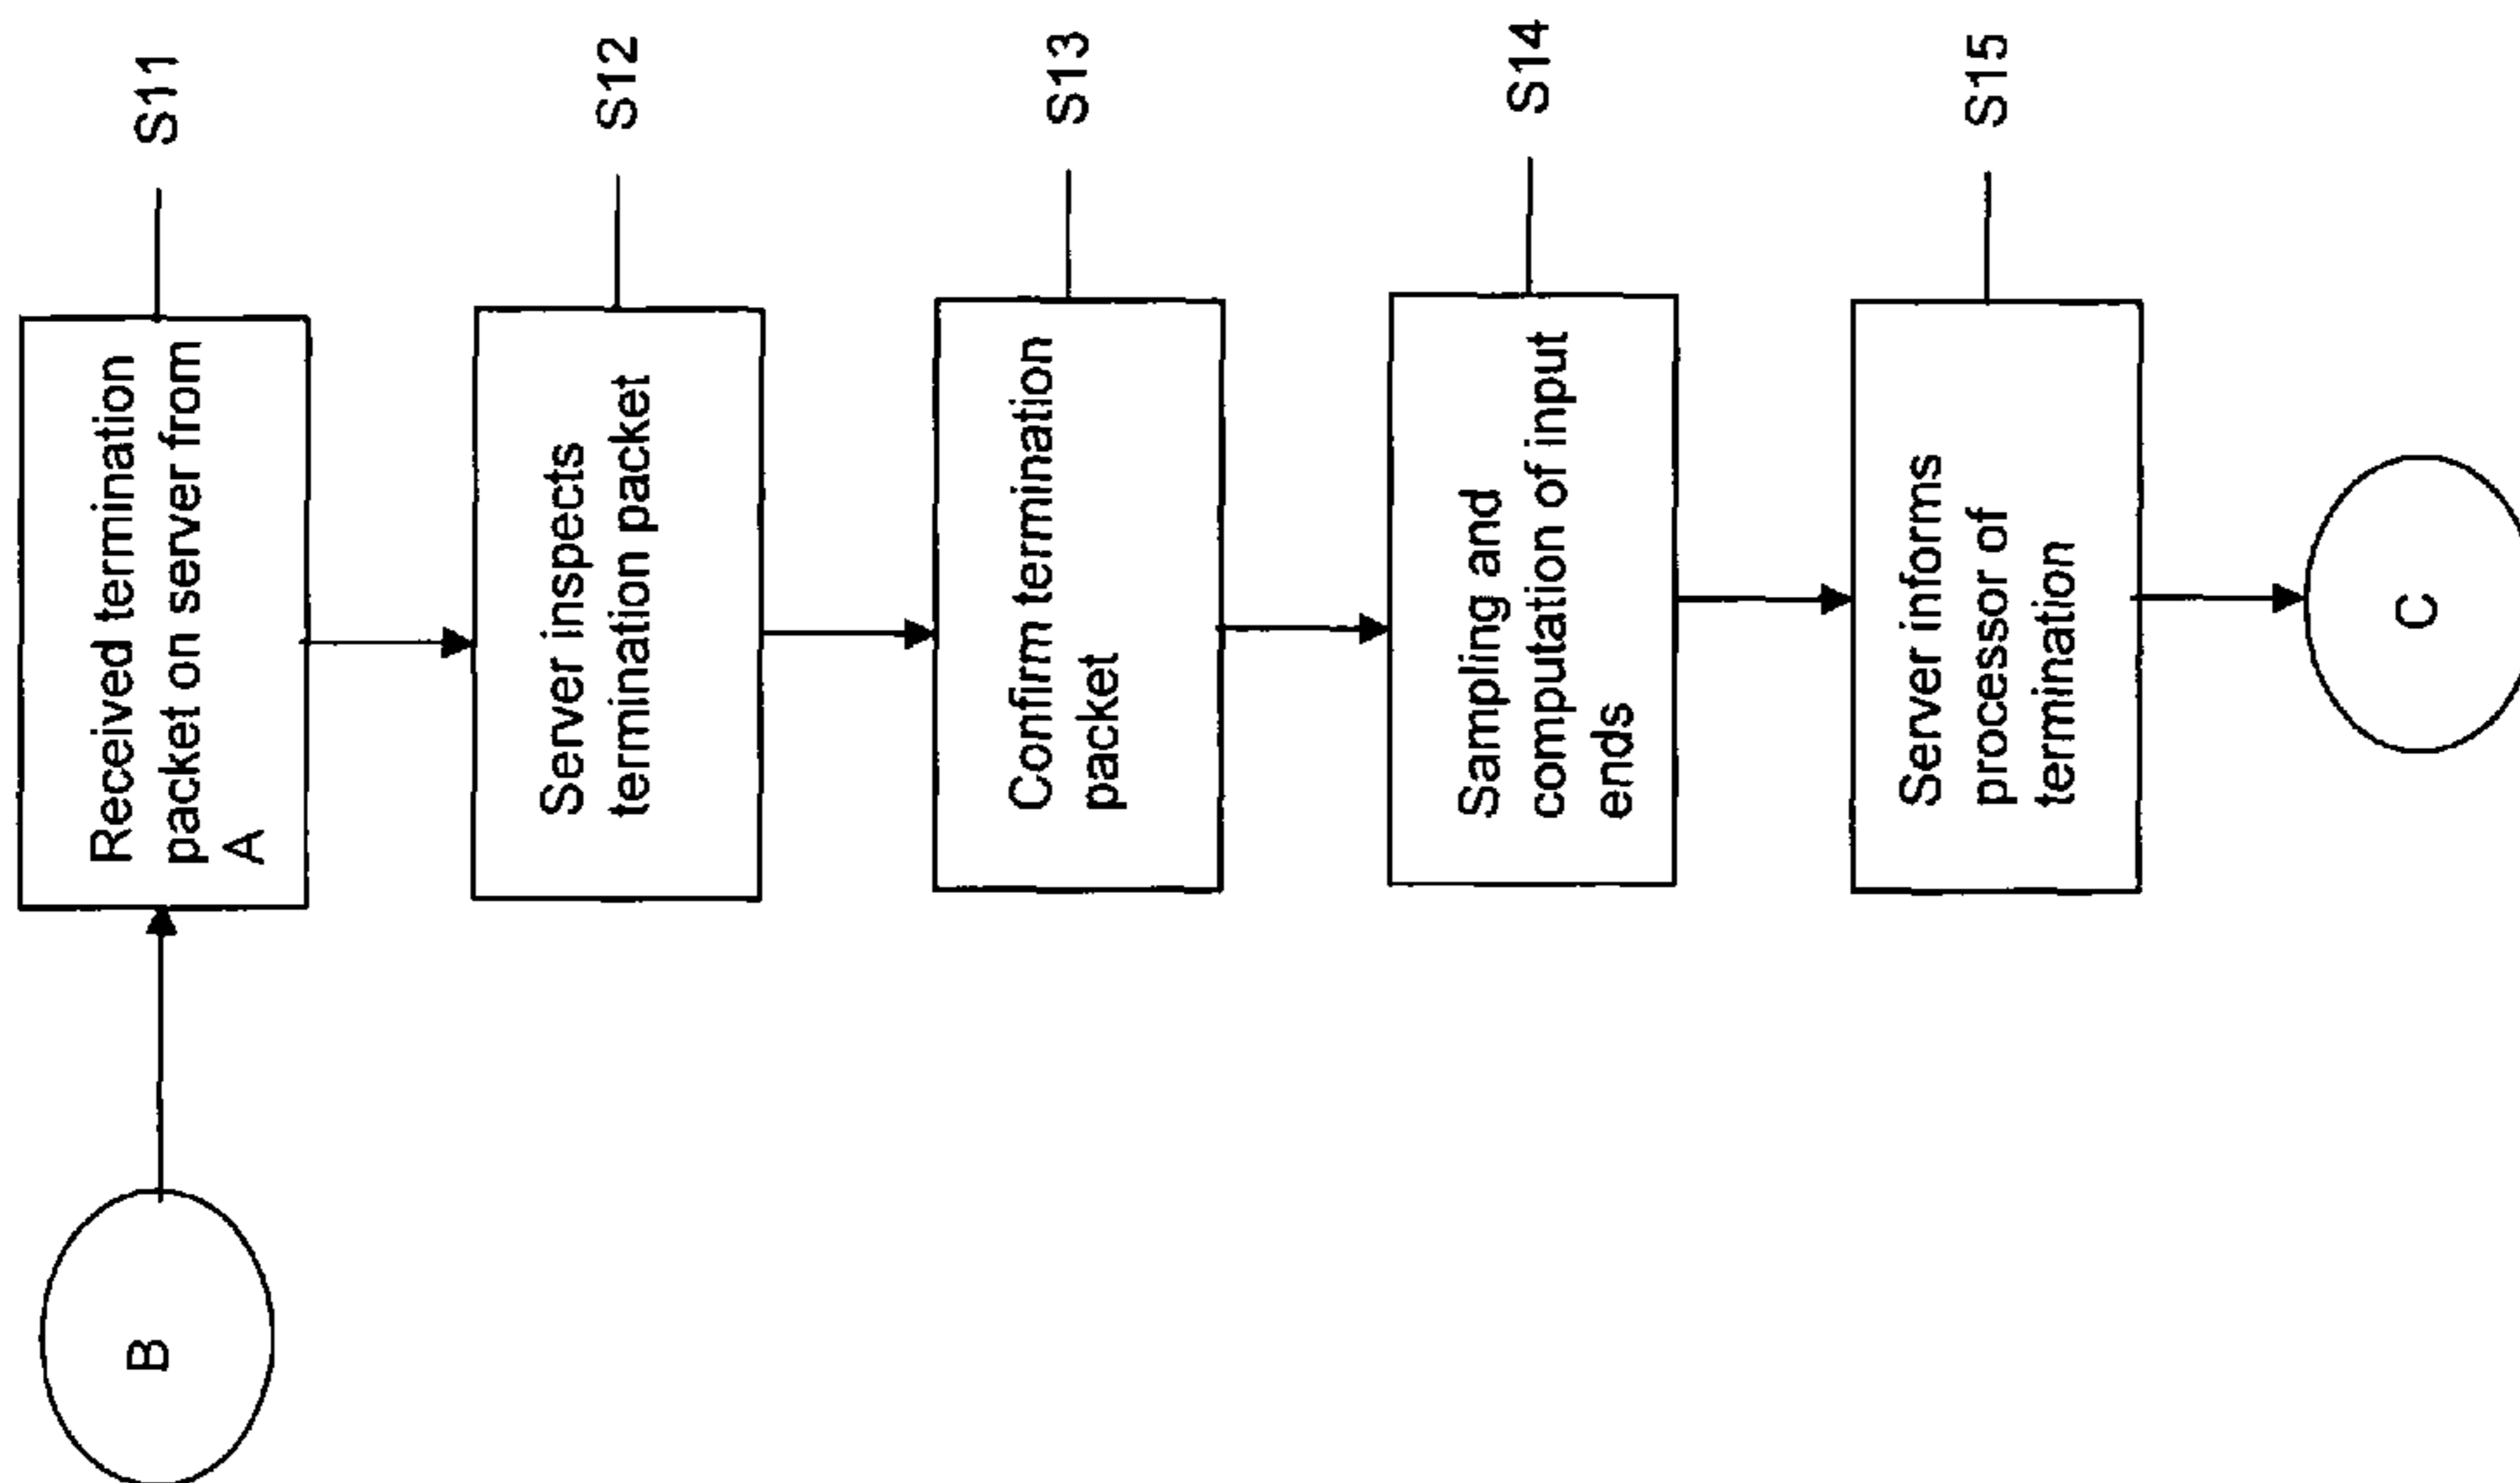 B
Received termination
packet on server from
A
S11
Server inspects
termination packet
S12
Confirm termination
packet
S13
Sampling and
computation of input
ends
S14
Server informs
processor of
termination
S15
C